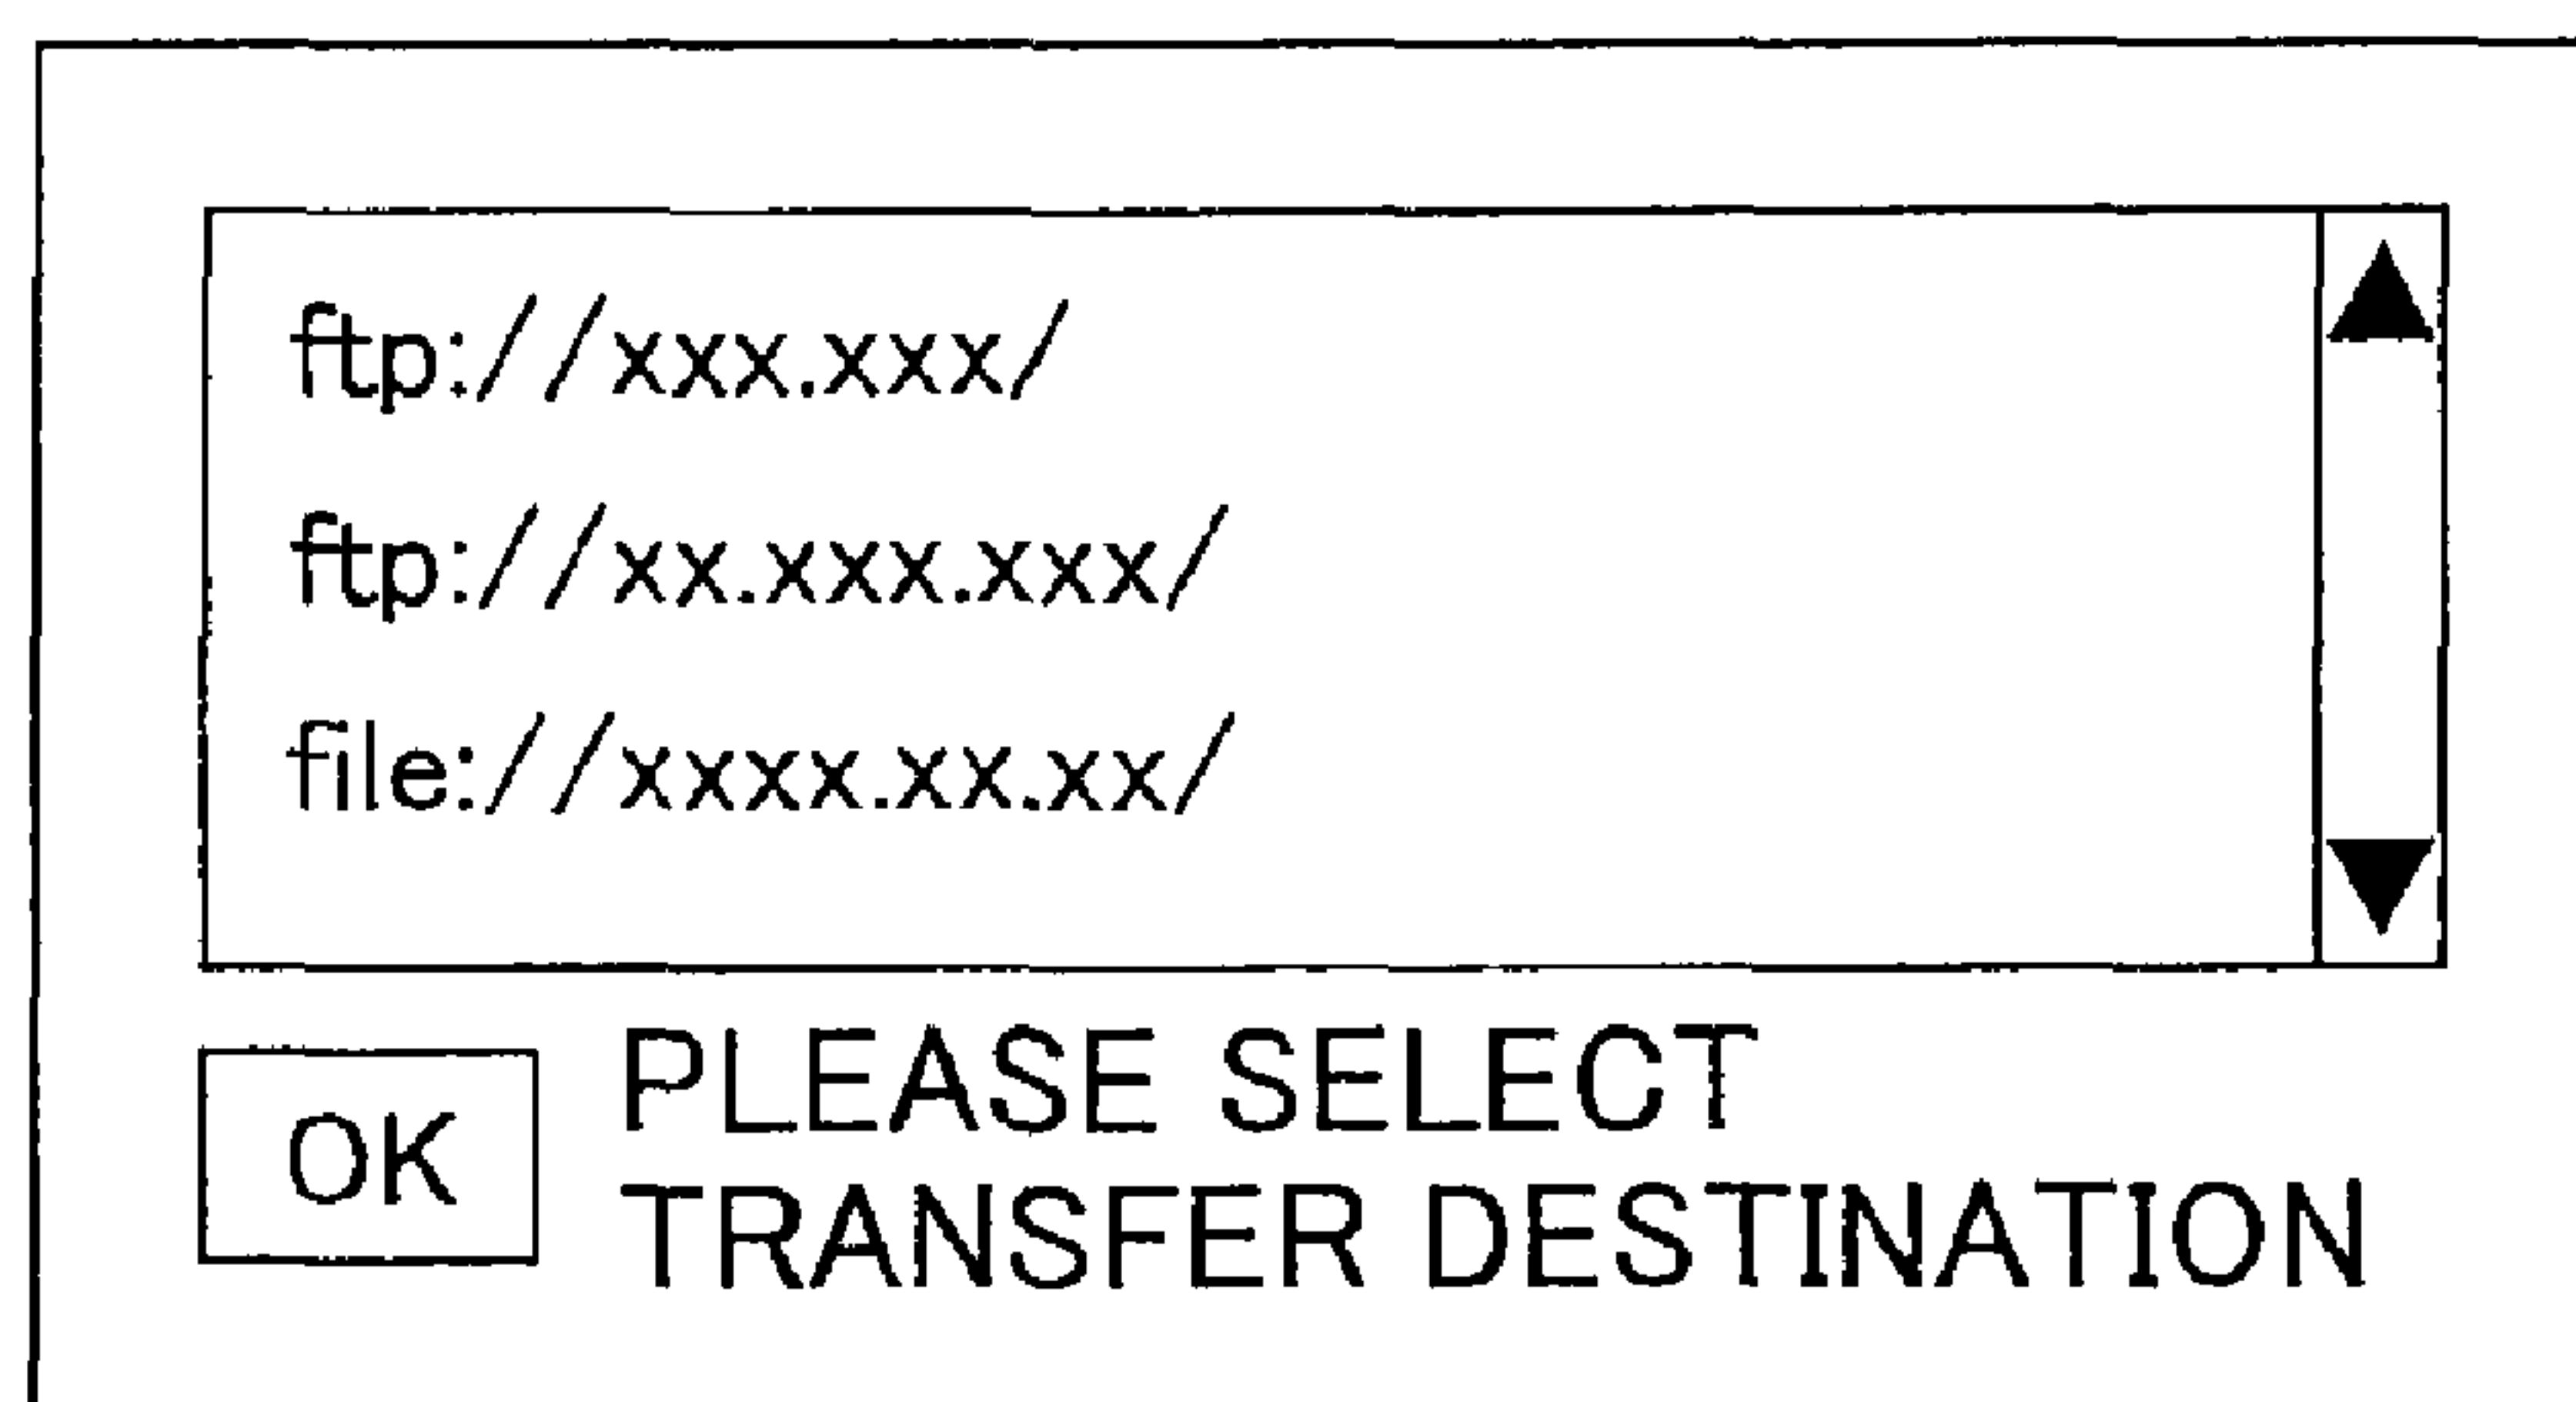 ftp://xxx.xxx/
ftp://xx.xxx.xxx/
file://xxxx.xx.xx/
OK
PLEASE SELECT
TRANSFER DESTINATION